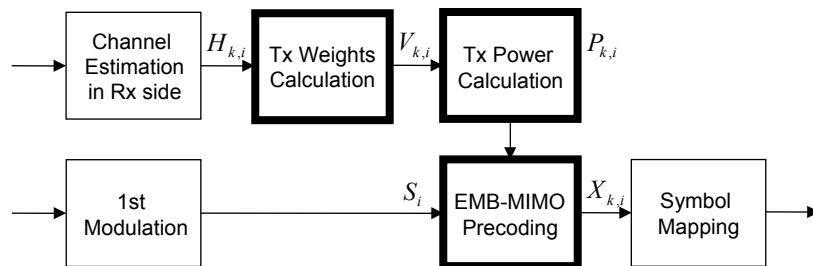 Channel
Estimation
in Rx side
H_{k,i}
Tx Weights
Calculation
V_{k,i}
Tx Power
Calculation
P_{k,i}
1st
Modulation
S_i
EMB-MIMO
Precoding
X_{k,i}
Symbol
Mapping